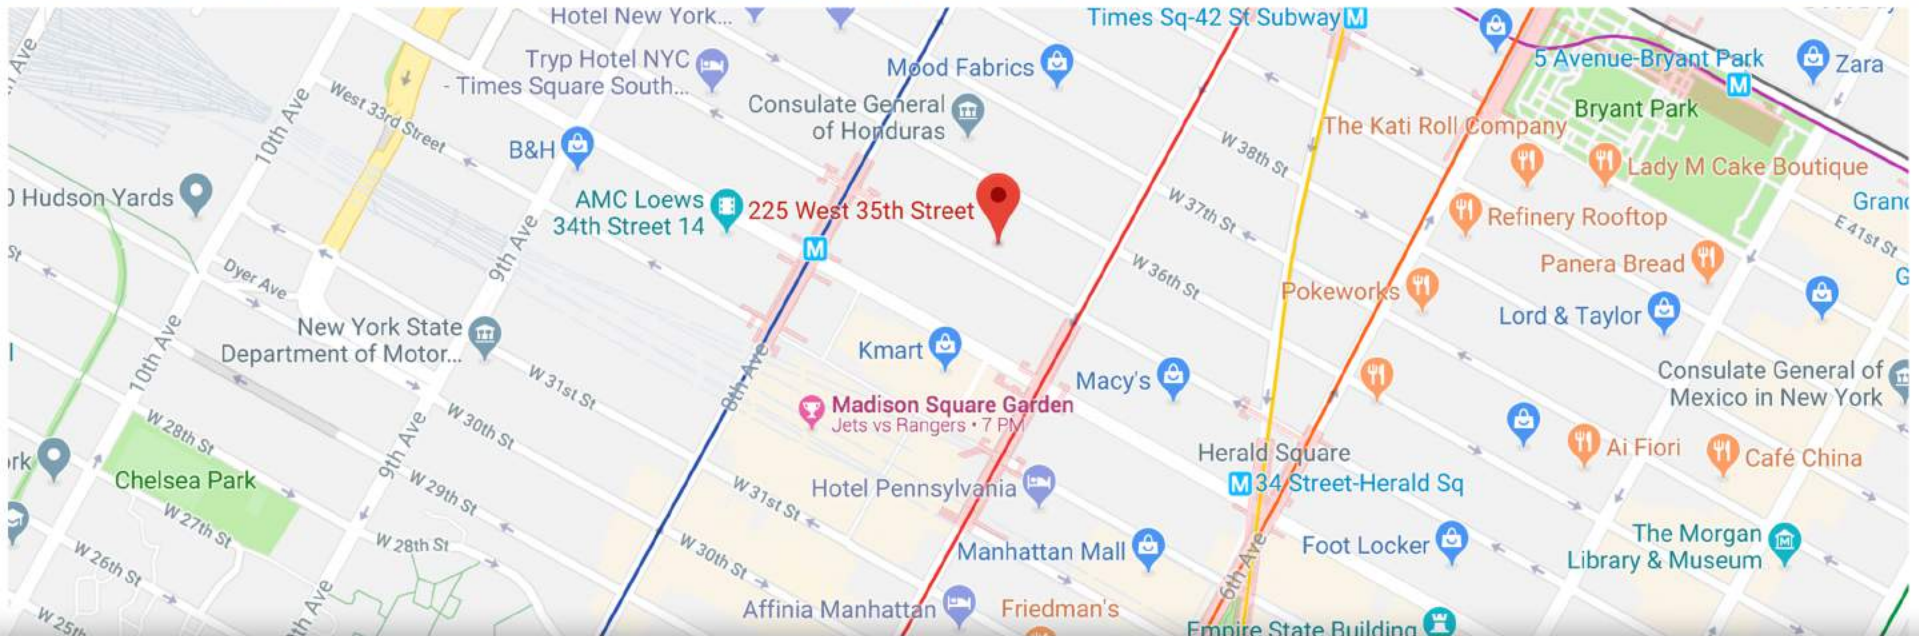 Hotel New York...
Times Sq-42 St Subway
M
Tryp Hotel NYC
- Times Square South...
Mood Fabrics
5 Avenue-Bryant Park
M
Zara
10th Ave
West 33rd Street
Consulate General
of Honduras
Bryant Park
The Kati Roll Company
B&H
W 38th St
Lady M Cake Boutique
0 Hudson Yards
AMC Loews
34th Street 14
225 West 35th Street
W 37th St
Refinery Rooftop
Grand
E 41st St
9th Ave
M
St
Dyer Ave
W 36th St
Panera Bread
Pokeworks
Lord & Taylor
New York State
Department of Motor...
10th Ave
Kmart
8th Ave
Macy's
Consulate General of
Mexico in New York
W 31st St
Madison Square Garden
Jets vs Rangers • 7 PM
W 28th St
W 30th St
9th Ave
Herald Square
M
34 Street-Herald Sq
Ai Fiori
Café China
ork
Chelsea Park
W 29th St
W 31st St
Hotel Pennsylvania
W 27th St
W 28th St
W 30th St
Manhattan Mall
6th Ave
Foot Locker
The Morgan
Library & Museum
W 26th St
9th Ave
Affinia Manhattan
Friedman's
Empire State Building
W 25th